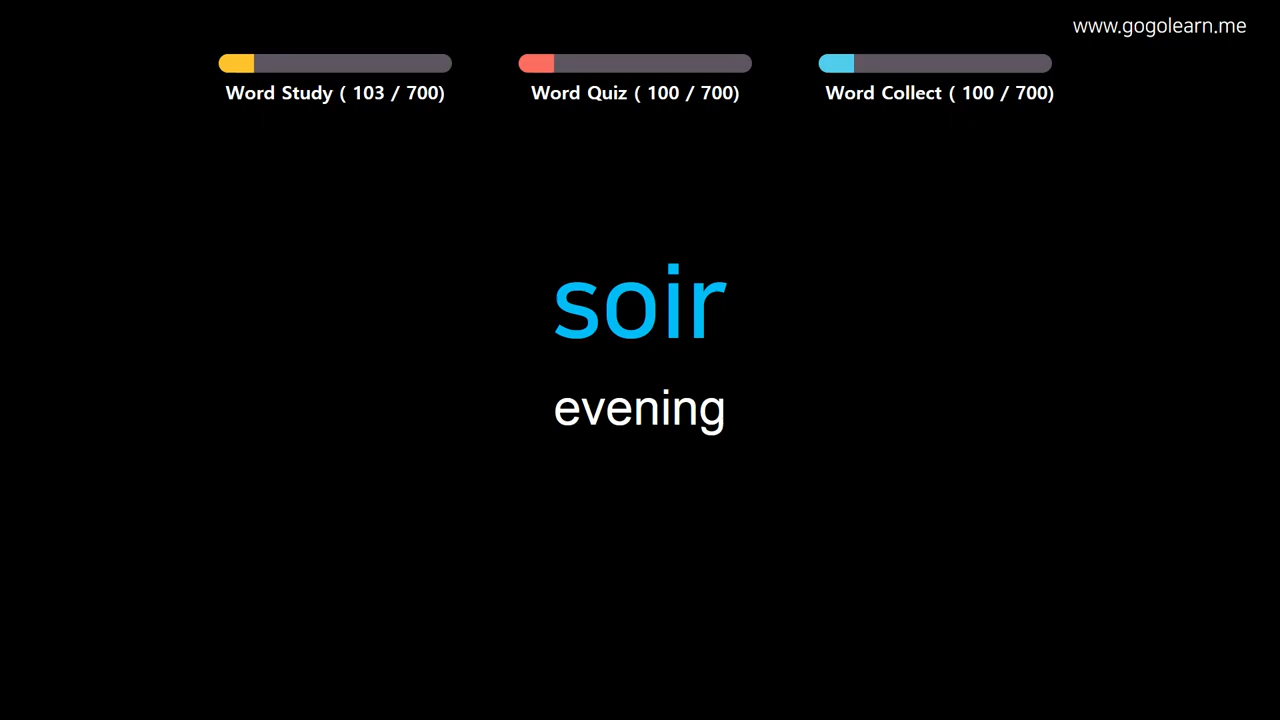 www.gogolearn.me
Word Study ( 103 / 700)
Word Quiz ( 100 / 700)
Word Collect ( 100 / 700)
soir
evening